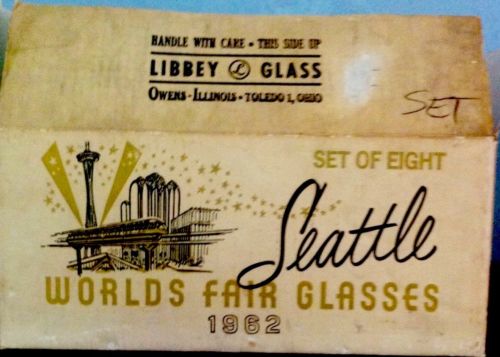 HANDLE WITH CARE • THIS SIDE UP
LIBBEY L GLASS
OWENS-ILLINOIS • TOLEDO 1, OHIO
SET
SET OF EIGHT
Seattle
WORLDS FAIR GLASSES
1962